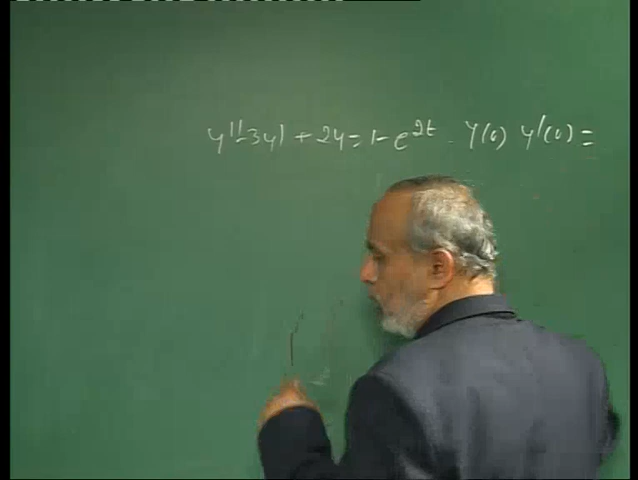 y'' - 3y' + 2y = 1 - e^{2t} . y(0) y'(0) =